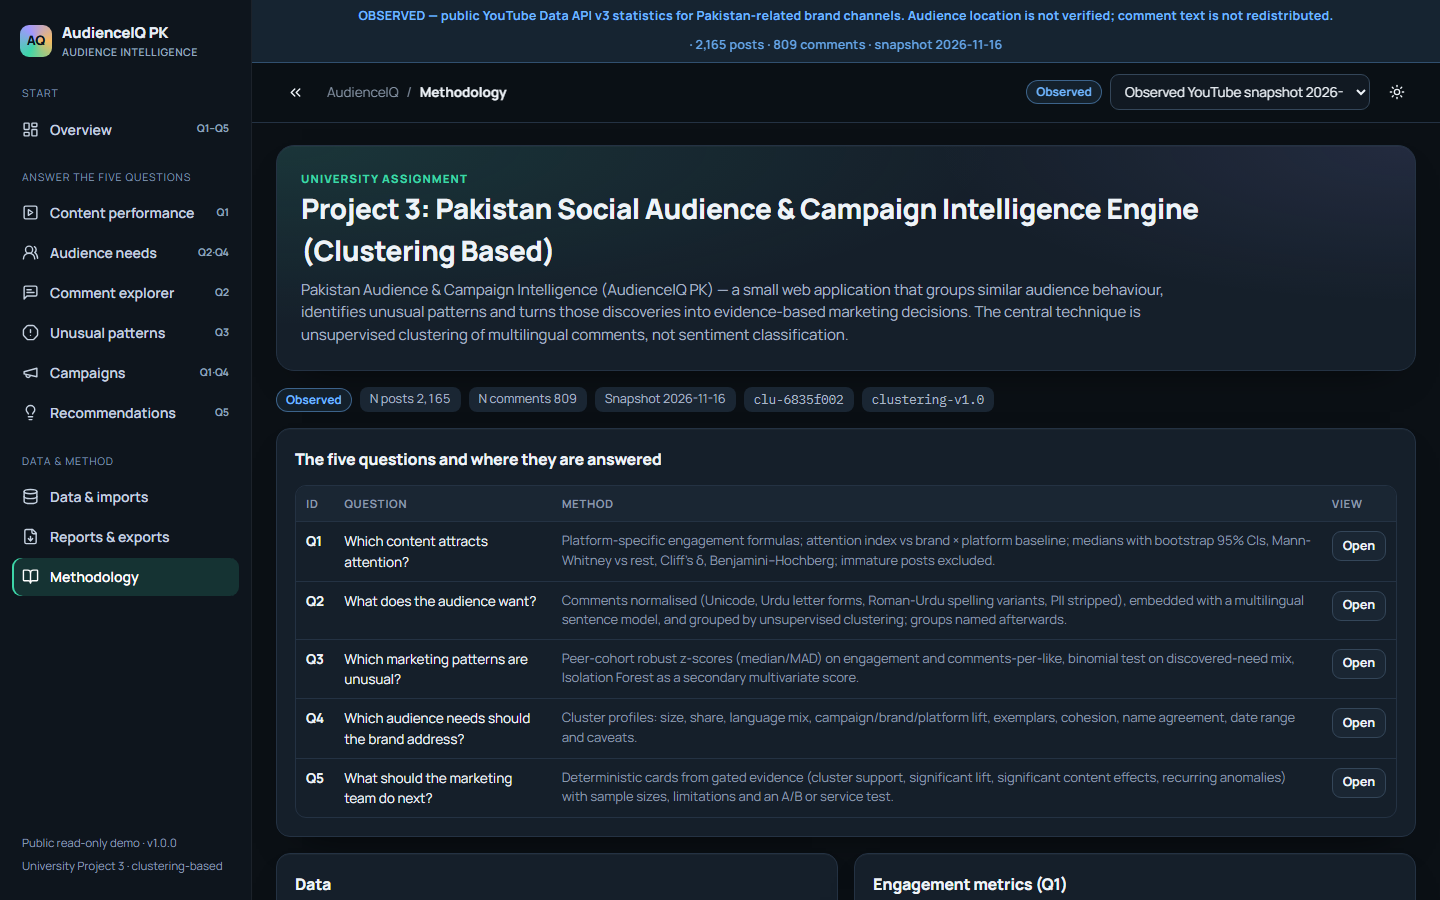 AQ
AudienceIQ PK
AUDIENCE INTELLIGENCE
START
Overview Q1–Q5
ANSWER THE FIVE QUESTIONS
Content performance Q1
Audience needs Q2·Q4
Comment explorer Q2
Unusual patterns Q3
Campaigns Q1·Q4
Recommendations Q5
DATA & METHOD
Data & imports
Reports & exports
Methodology
Public read-only demo · v1.0.0
University Project 3 · clustering-based
OBSERVED — public YouTube Data API v3 statistics for Pakistan-related brand channels. Audience location is not verified; comment text is not redistributed.
· 2,165 posts · 809 comments · snapshot 2026-11-16
AudienceIQ / Methodology
Observed
Observed YouTube snapshot 2026-
UNIVERSITY ASSIGNMENT
Project 3: Pakistan Social Audience & Campaign Intelligence Engine
(Clustering Based)
Pakistan Audience & Campaign Intelligence (AudienceIQ PK) — a small web application that groups similar audience behaviour,
identifies unusual patterns and turns those discoveries into evidence-based marketing decisions. The central technique is
unsupervised clustering of multilingual comments, not sentiment classification.
Observed N posts 2,165 N comments 809 Snapshot 2026-11-16 clu-6835f002 clustering-v1.0
The five questions and where they are answered
ID QUESTION METHOD VIEW
Q1 Which content attracts
attention?
Platform-specific engagement formulas; attention index vs brand × platform baseline; medians with bootstrap 95% CIs, Mann-
Whitney vs rest, Cliff's δ, Benjamini–Hochberg; immature posts excluded.
Open
Q2 What does the audience want?
Comments normalised (Unicode, Urdu letter forms, Roman-Urdu spelling variants, PII stripped), embedded with a multilingual
sentence model, and grouped by unsupervised clustering; groups named afterwards.
Open
Q3 Which marketing patterns are
unusual?
Peer-cohort robust z-scores (median/MAD) on engagement and comments-per-like, binomial test on discovered-need mix,
Isolation Forest as a secondary multivariate score.
Open
Q4 Which audience needs should
the brand address?
Cluster profiles: size, share, language mix, campaign/brand/platform lift, exemplars, cohesion, name agreement, date range
and caveats.
Open
Q5 What should the marketing
team do next?
Deterministic cards from gated evidence (cluster support, significant lift, significant content effects, recurring anomalies)
with sample sizes, limitations and an A/B or service test.
Open
Data
Engagement metrics (Q1)